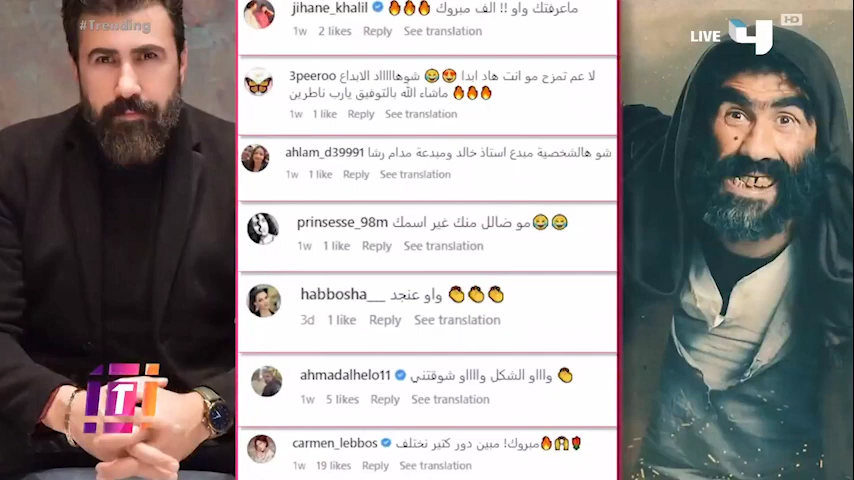 #Trending
HD
LIVE
jihane_khalil ماعرفتك واو !! الف مبروك 🔥🔥🔥
1w 2 likes Reply See translation
3peeroo لا عم تمزح مو انت هاد ابدا 😍😂 شوهااااد الابداع
ماشاء الله بالتوفيق يارب ناطرين 🔥🔥🔥
1w 1 like Reply See translation
ahlam_d39991 شو هالشخصية مبدع استاذ خالد ومبدعة مدام رشا
1w 1 like Reply See translation
prinsesse_98m مو ضالل منك غير اسمك😂😂
1w 1 like Reply See translation
habbosha__ واو عنجد 👏👏👏
3d 1 like Reply See translation
ahmadalhelo11 واااو الشكل واااااو شوقتني 👏
1w 5 likes Reply See translation
carmen_lebbos مبروك! مبين دور كتير نختلف🔥🙌🌹
1w 19 likes Reply See translation
T